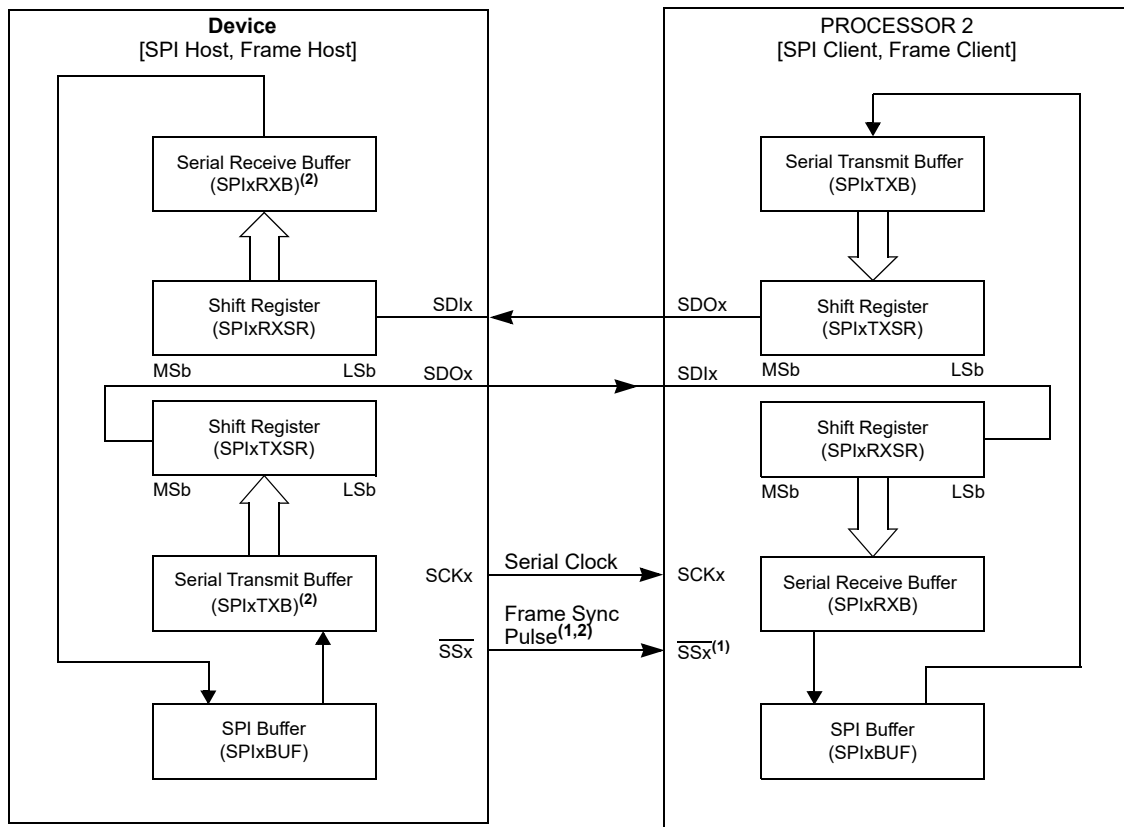 Device
[SPI Host, Frame Host]
Serial Receive Buffer
(SPIxRXB)(2)
Shift Register
(SPIxRXSR)
MSb
LSb
SDIx
SDOx
Shift Register
(SPIxTXSR)
MSb
LSb
Serial Transmit Buffer
(SPIxTXB)(2)
SCKx
SSx
SPI Buffer
(SPIxBUF)
Serial Clock
Frame Sync
Pulse(1,2)
PROCESSOR 2
[SPI Client, Frame Client]
Serial Transmit Buffer
(SPIxTXB)
SDOx
Shift Register
(SPIxTXSR)
MSb
LSb
SDIx
Shift Register
(SPIxRXSR)
MSb
LSb
SCKx
Serial Receive Buffer
(SPIxRXB)
SSx(1)
SPI Buffer
(SPIxBUF)